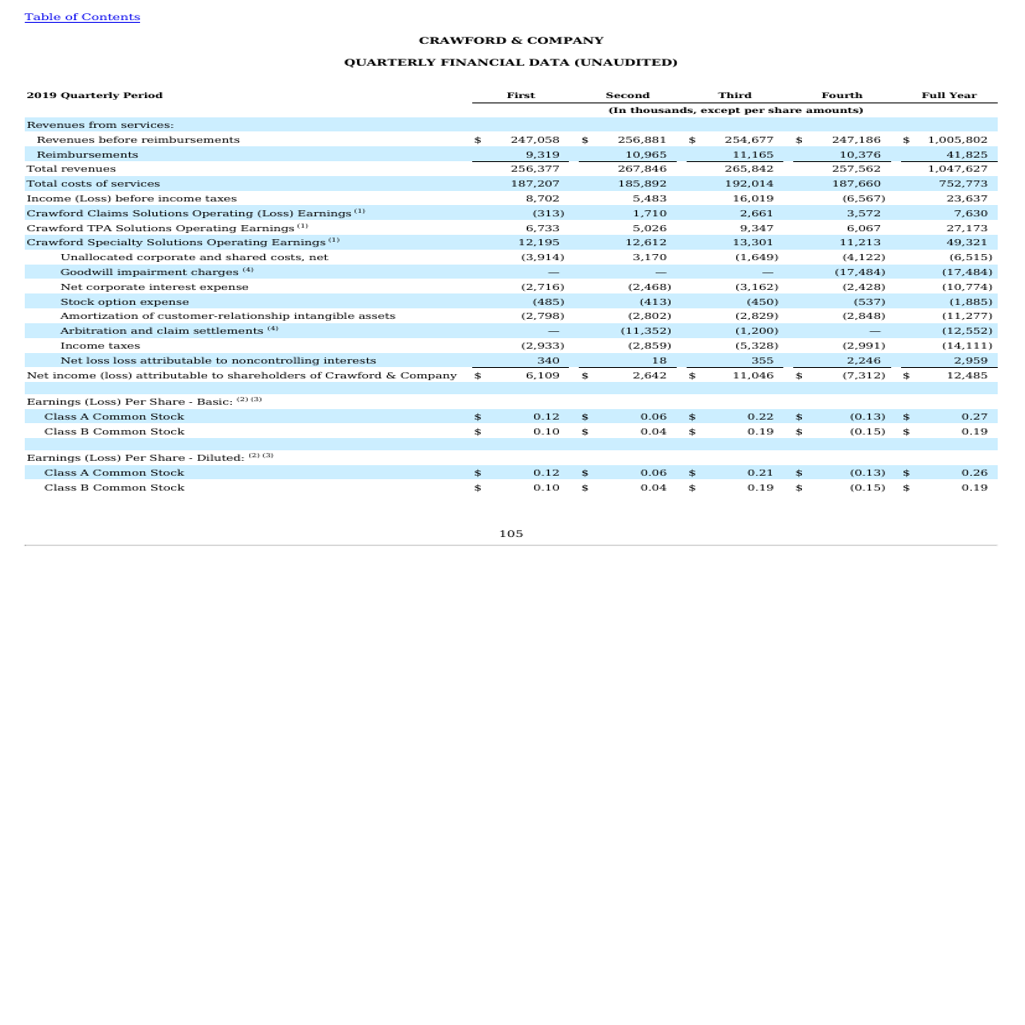 Table of Contents
CRAWFORD & COMPANY
QUARTERLY FINANCIAL DATA (UNAUDITED)
2019 Quarterly Period First Second Third Fourth Full Year
(In thousands, except per share amounts)
Revenues from services:
Revenues before reimbursements $ 247,058 $ 256,881 $ 254,677 $ 247,186 $ 1,005,802
Reimbursements 9,319 10,965 11,165 10,376 41,825
Total revenues 256,377 267,846 265,842 257,562 1,047,627
Total costs of services 187,207 185,892 192,014 187,660 752,773
Income (Loss) before income taxes 8,702 5,483 16,019 (6,567) 23,637
Crawford Claims Solutions Operating (Loss) Earnings (1) (313) 1,710 2,661 3,572 7,630
Crawford TPA Solutions Operating Earnings (1) 6,733 5,026 9,347 6,067 27,173
Crawford Specialty Solutions Operating Earnings (1) 12,195 12,612 13,301 11,213 49,321
Unallocated corporate and shared costs, net (3,914) 3,170 (1,649) (4,122) (6,515)
Goodwill impairment charges (4) — — — (17,484) (17,484)
Net corporate interest expense (2,716) (2,468) (3,162) (2,428) (10,774)
Stock option expense (485) (413) (450) (537) (1,885)
Amortization of customer-relationship intangible assets (2,798) (2,802) (2,829) (2,848) (11,277)
Arbitration and claim settlements (4) — (11,352) (1,200) — (12,552)
Income taxes (2,933) (2,859) (5,328) (2,991) (14,111)
Net loss loss attributable to noncontrolling interests 340 18 355 2,246 2,959
Net income (loss) attributable to shareholders of Crawford & Company $ 6,109 $ 2,642 $ 11,046 $ (7,312) $ 12,485
Earnings (Loss) Per Share - Basic: (2) (3)
Class A Common Stock $ 0.12 $ 0.06 $ 0.22 $ (0.13) $ 0.27
Class B Common Stock $ 0.10 $ 0.04 $ 0.19 $ (0.15) $ 0.19
Earnings (Loss) Per Share - Diluted: (2) (3)
Class A Common Stock $ 0.12 $ 0.06 $ 0.21 $ (0.13) $ 0.26
Class B Common Stock $ 0.10 $ 0.04 $ 0.19 $ (0.15) $ 0.19
105